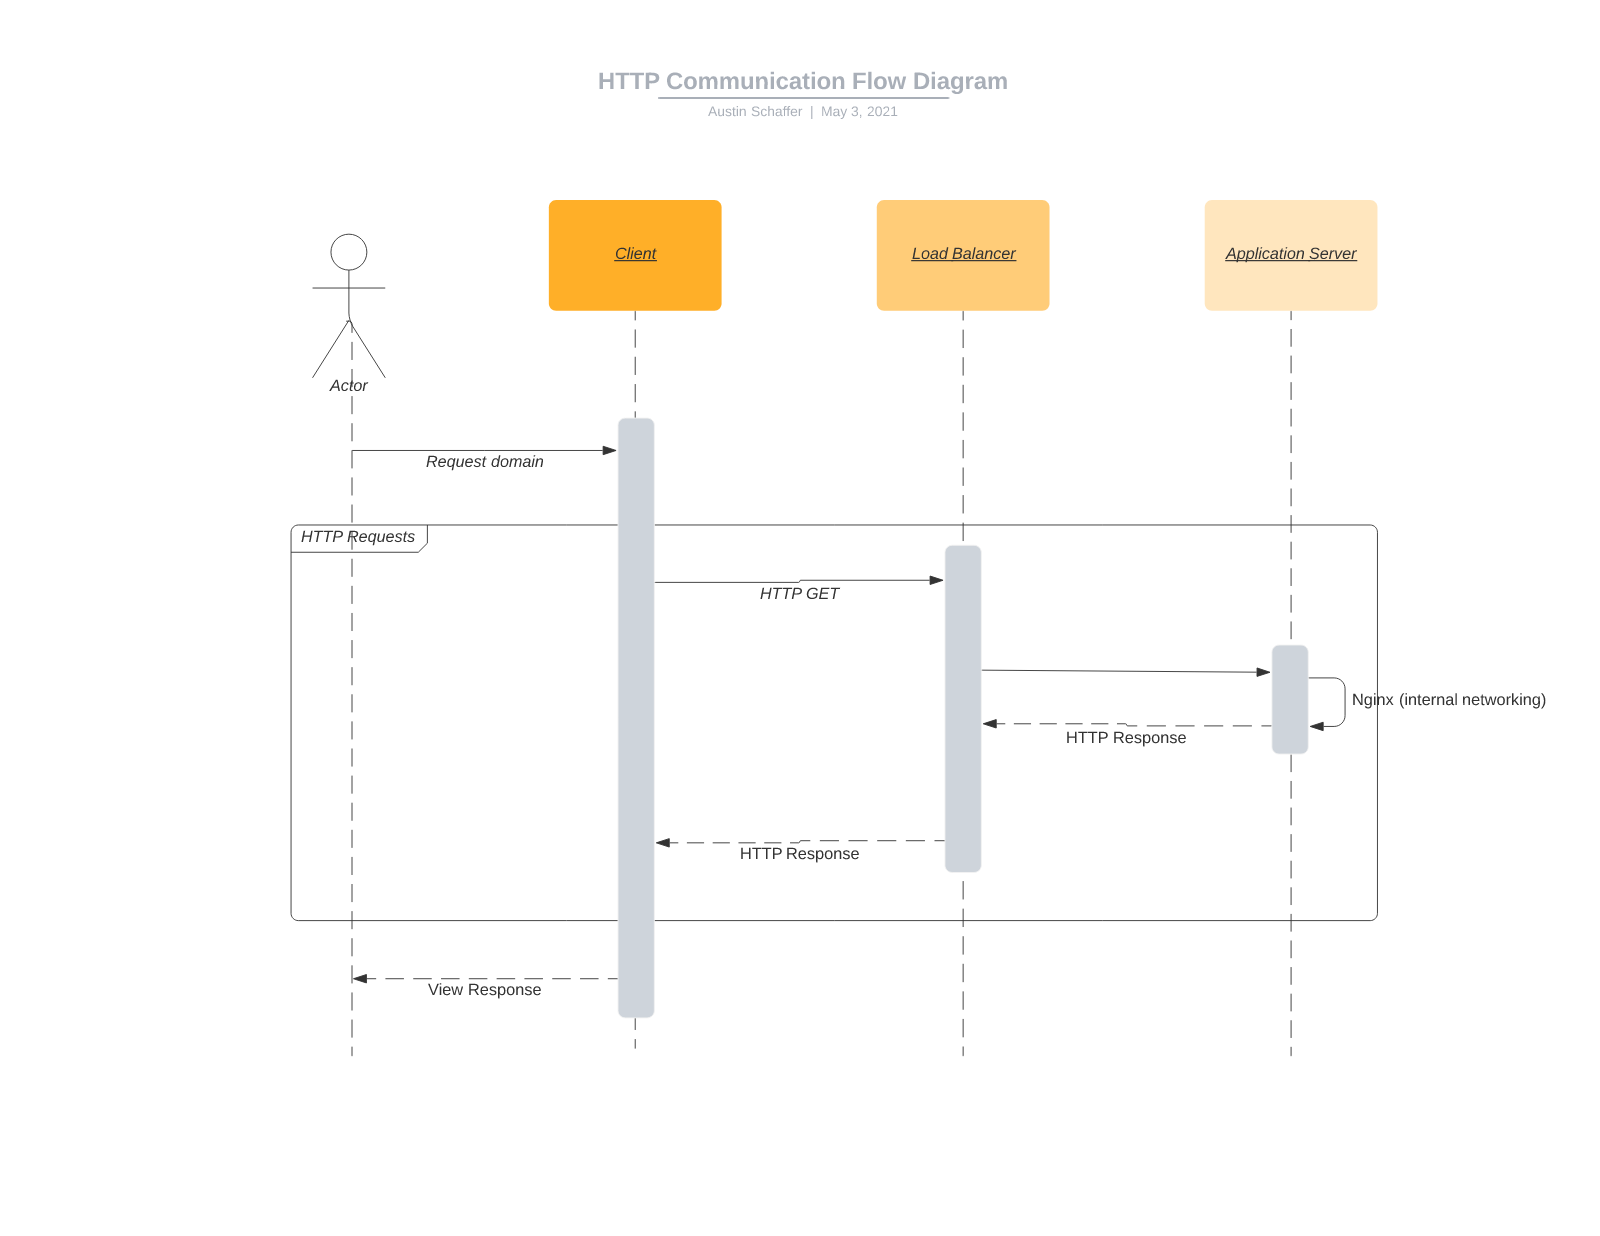 HTTP Communication Flow Diagram
Austin Schaffer | May 3, 2021
Client
Load Balancer
Application Server
Actor
Request domain
HTTP Requests
HTTP GET
Nginx (internal networking)
HTTP Response
HTTP Response
View Response